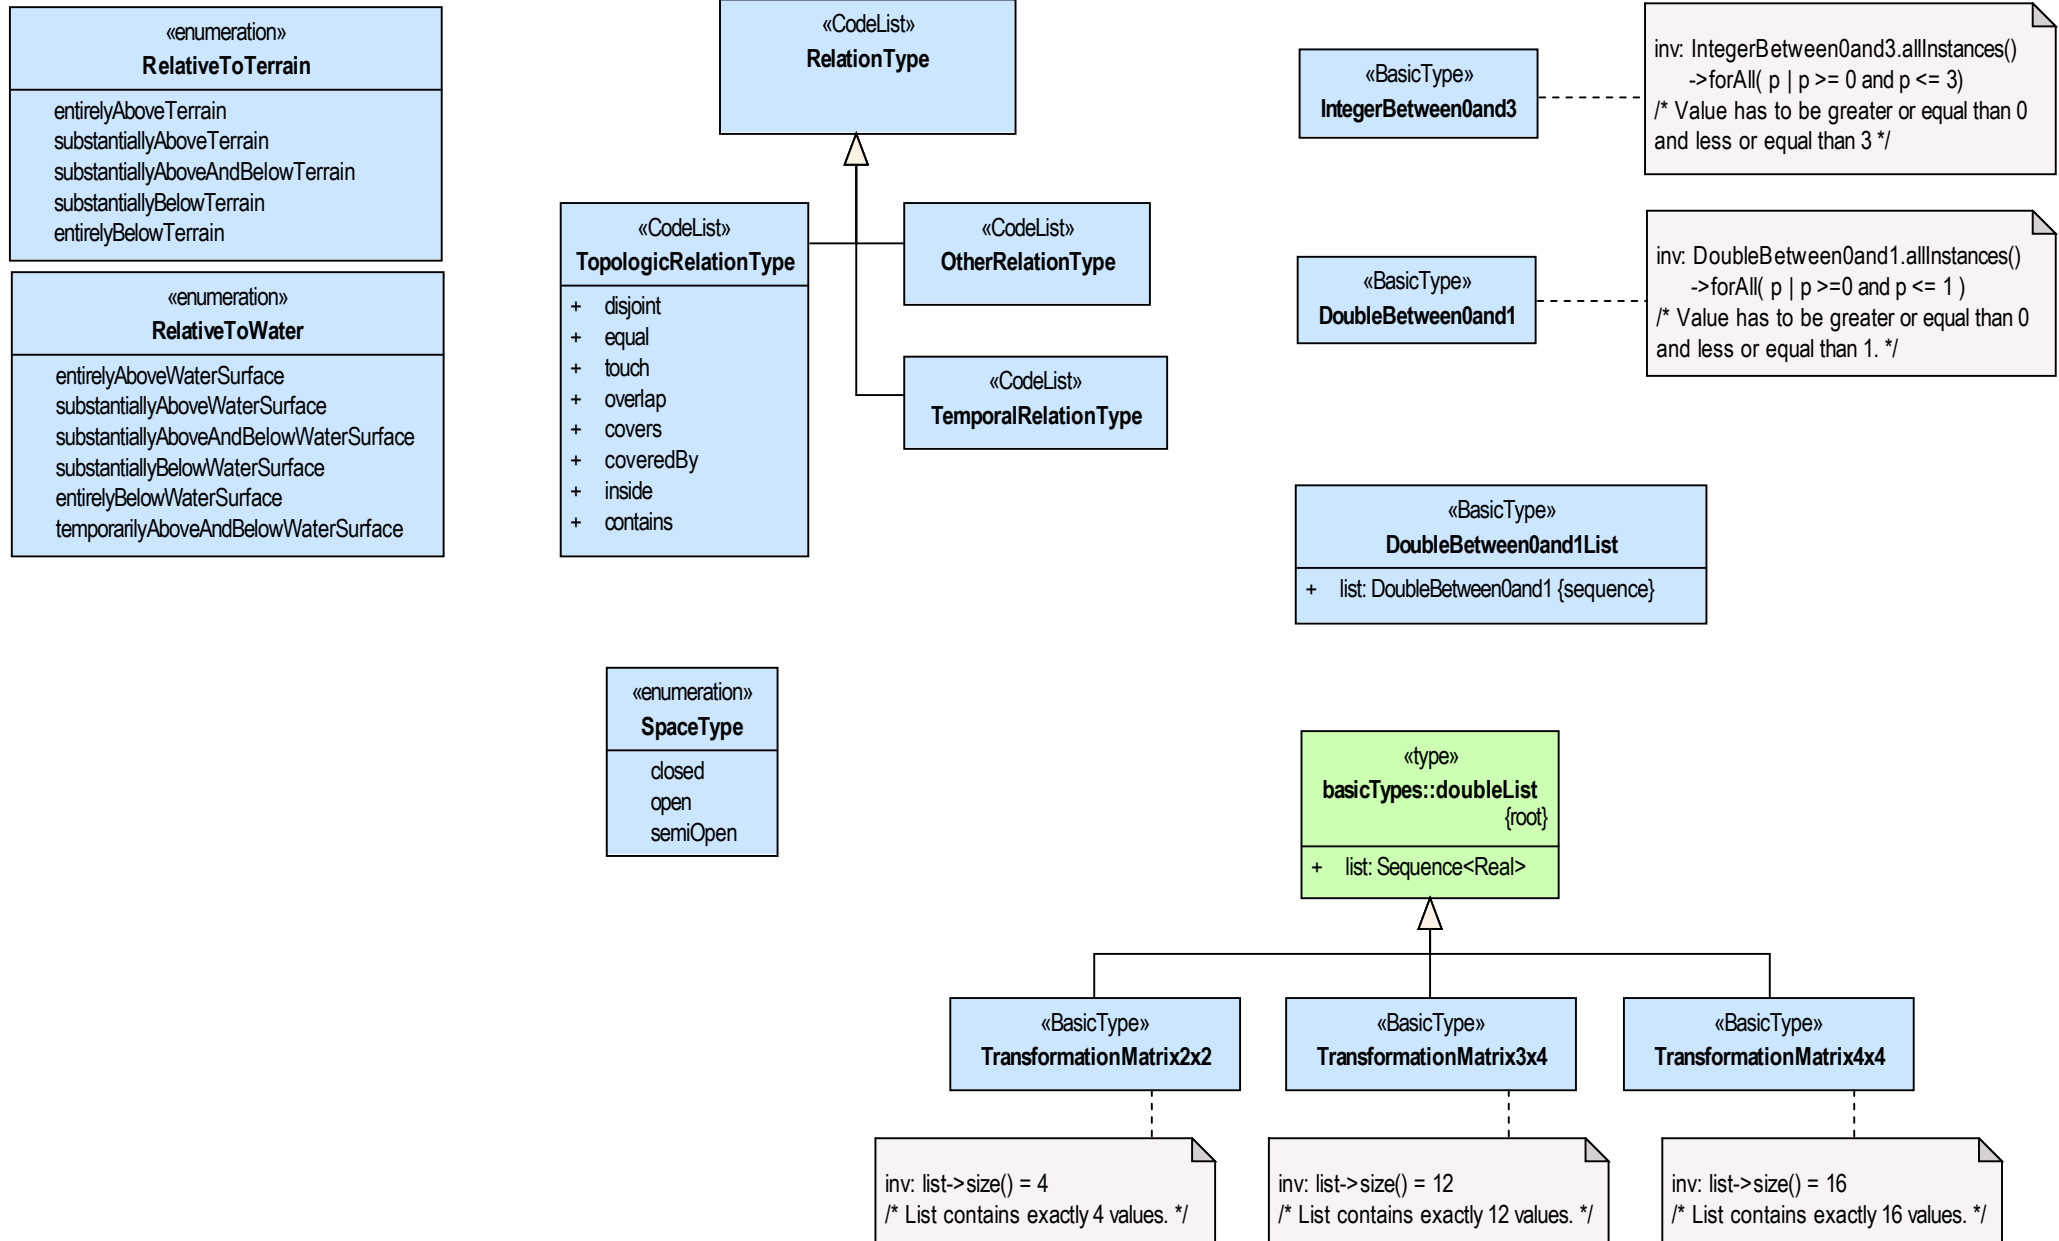 «enumeration»
RelativeToTerrain
entirelyAboveTerrain
substantiallyAboveTerrain
substantiallyAboveAndBelowTerrain
substantiallyBelowTerrain
entirelyBelowTerrain
«enumeration»
RelativeToWater
entirelyAboveWaterSurface
substantiallyAboveWaterSurface
substantiallyAboveAndBelowWaterSurface
substantiallyBelowWaterSurface
entirelyBelowWaterSurface
temporarilyAboveAndBelowWaterSurface
«CodeList»
RelationType
«CodeList»
TopologicRelationType
+ disjoint
+ equal
+ touch
+ overlap
+ covers
+ coveredBy
+ inside
+ contains
«CodeList»
OtherRelationType
«CodeList»
TemporalRelationType
«enumeration»
SpaceType
closed
open
semiOpen
«BasicType»
IntegerBetween0and3
inv: IntegerBetween0and3.allInstances()
->forAll( p | p >= 0 and p <= 3)
/* Value has to be greater or equal than 0
and less or equal than 3 */
«BasicType»
DoubleBetween0and1
inv: DoubleBetween0and1.allInstances()
->forAll( p | p >=0 and p <= 1 )
/* Value has to be greater or equal than 0
and less or equal than 1. */
«BasicType»
DoubleBetween0and1List
+ list: DoubleBetween0and1 {sequence}
«type»
basicTypes::doubleList
{root}
+ list: Sequence<Real>
«BasicType»
TransformationMatrix2x2
«BasicType»
TransformationMatrix3x4
«BasicType»
TransformationMatrix4x4
inv: list->size() = 4
/* List contains exactly 4 values. */
inv: list->size() = 12
/* List contains exactly 12 values. */
inv: list->size() = 16
/* List contains exactly 16 values. */